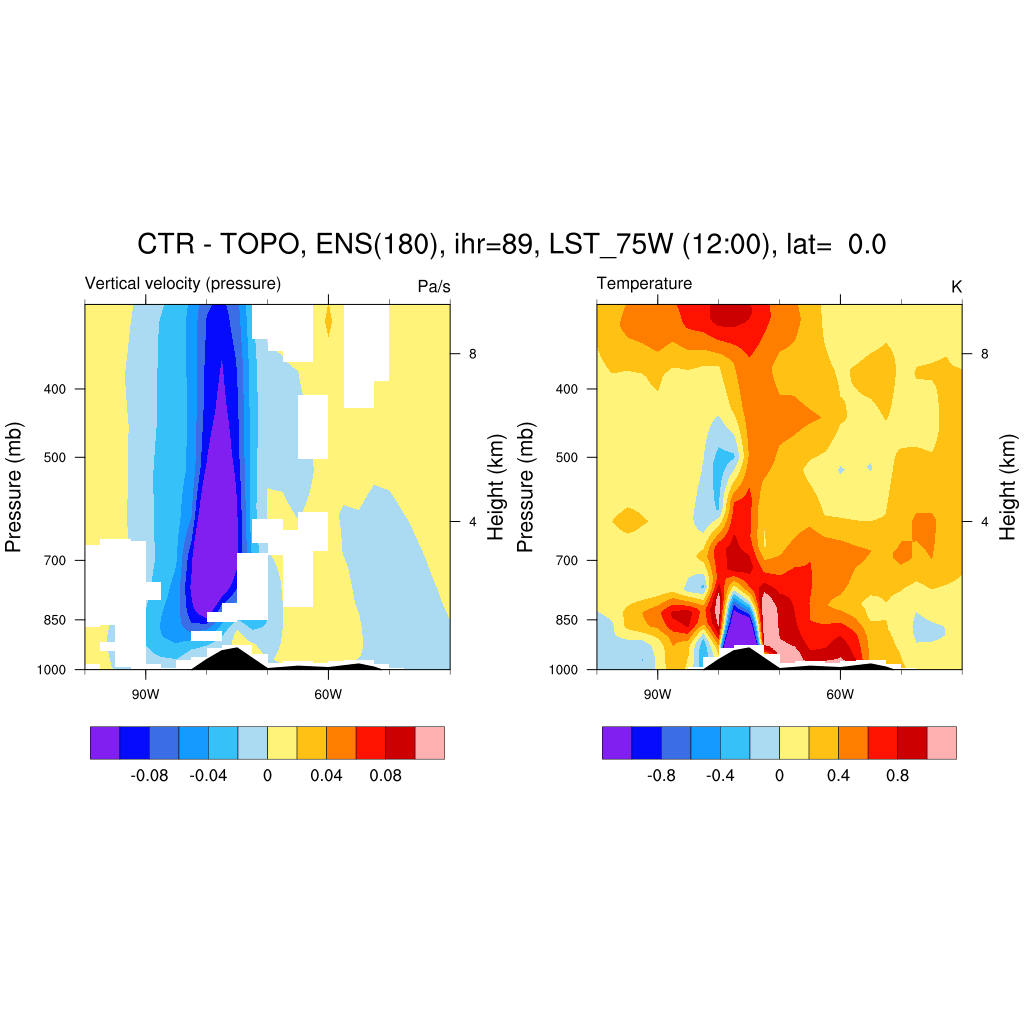 CTR - TOPO, ENS(180), ihr=89, LST_75W (12:00), lat=  0.0
Vertical velocity (pressure)
Pa/s
Pressure (mb)
400
500
700
850
1000
90W
60W
8
4
Height (km)
-0.08
-0.04
0
0.04
0.08
Temperature
K
Pressure (mb)
400
500
700
850
1000
90W
60W
8
4
Height (km)
-0.8
-0.4
0
0.4
0.8